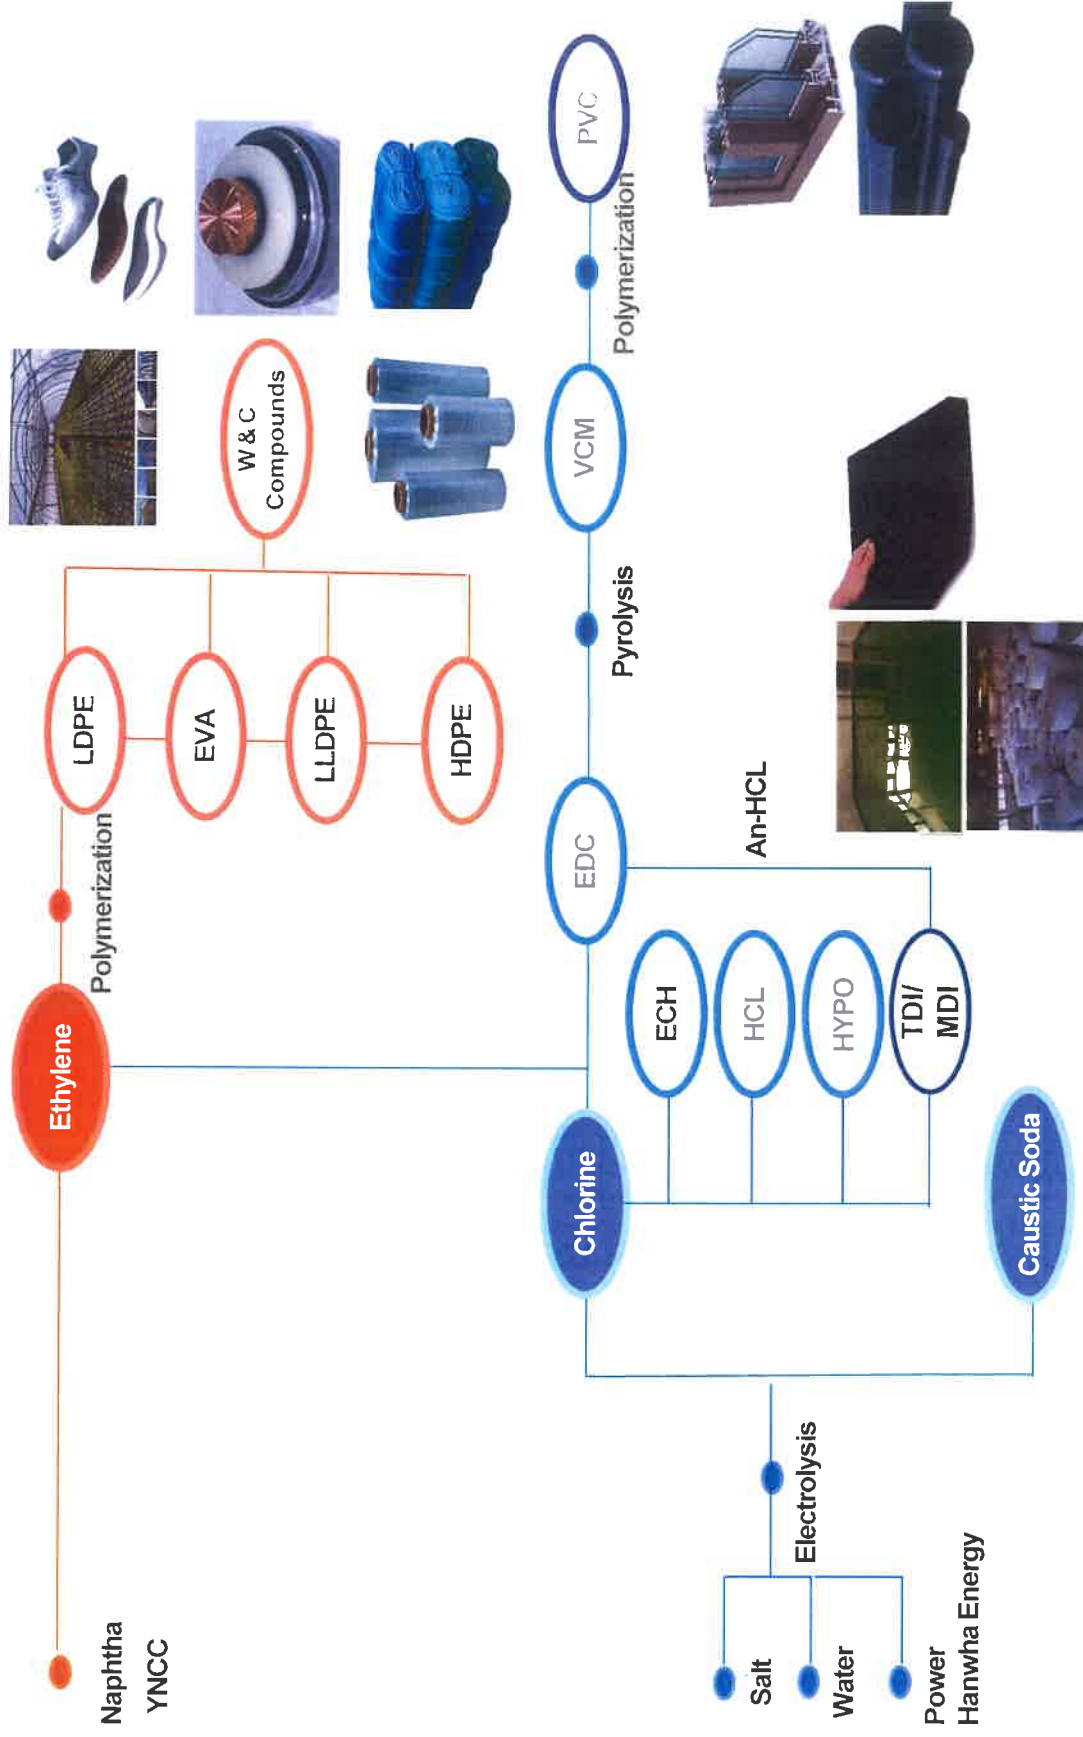 Naphtha
YNCC
Ethylene
Polymerization
LDPE
EVA
LLDPE
HDPE
W & C
Compounds
Salt
Water
Power
Hanwha Energy
Electrolysis
Chlorine
Caustic Soda
ECH
HCL
HYPO
TDI/
MDI
An-HCL
EDC
Pyrolysis
VCM
Polymerization
PVC